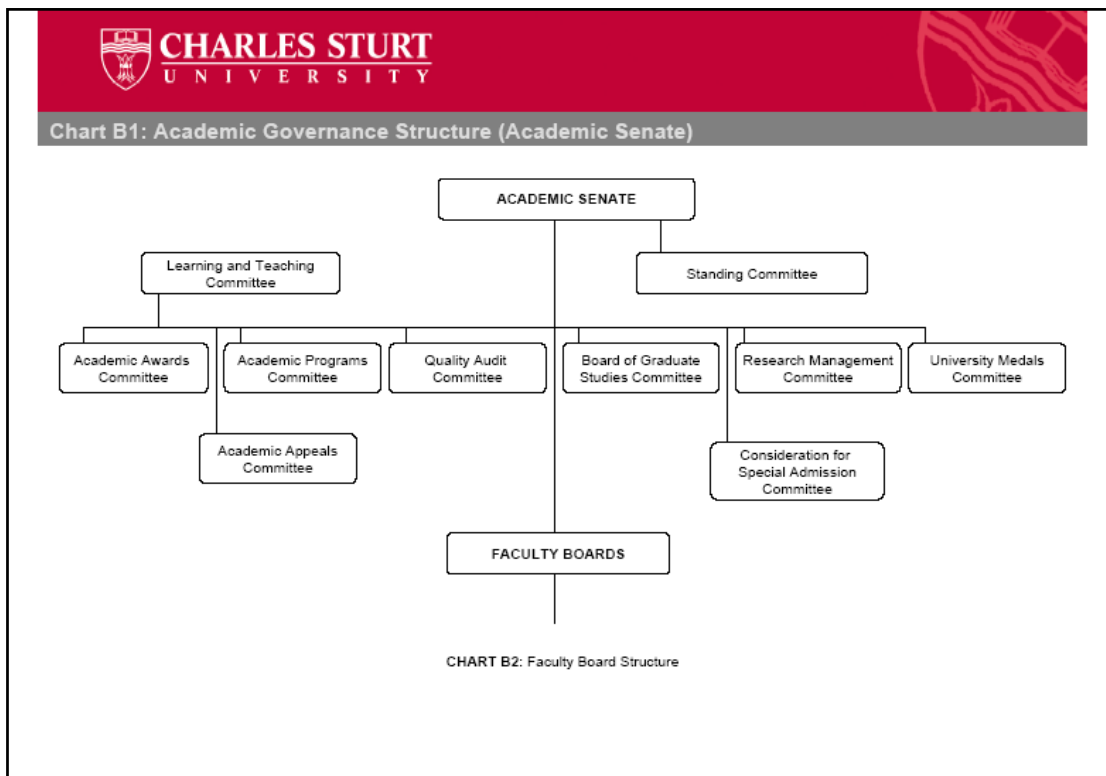 CHARLES STURT
UNIVERSITY
Chart B1: Academic Governance Structure (Academic Senate)
ACADEMIC SENATE
Learning and Teaching
Committee
Standing Committee
Academic Awards
Committee
Academic Programs
Committee
Quality Audit
Committee
Board of Graduate
Studies Committee
Research Management
Committee
University Medals
Committee
Academic Appeals
Committee
Consideration for
Special Admission
Committee
FACULTY BOARDS
CHART B2: Faculty Board Structure